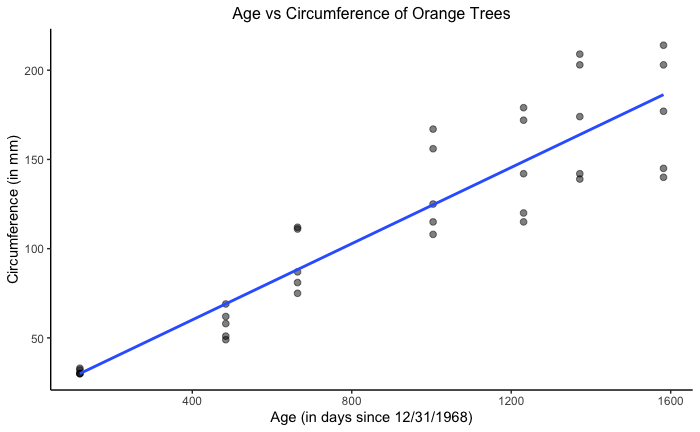 Age vs Circumference of Orange Trees
Circumference (in mm)
200
150
100
50
400
800
1200
1600
Age (in days since 12/31/1968)